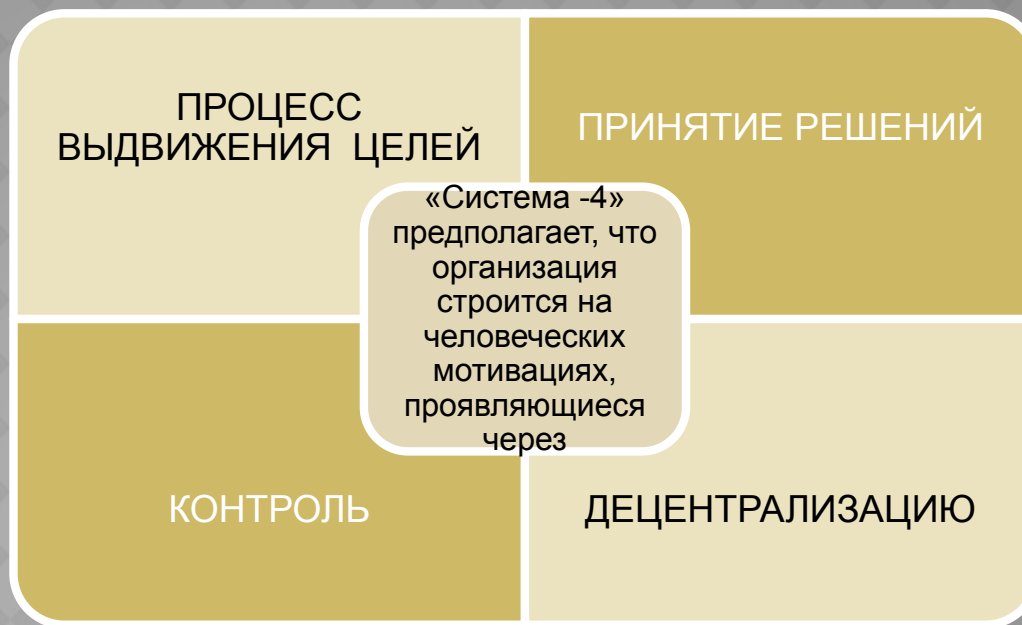 ПРОЦЕСС
ВЫДВИЖЕНИЯ ЦЕЛЕЙ
ПРИНЯТИЕ РЕШЕНИЙ
«Система -4»
предполагает, что
организация
строится на
человеческих
мотивациях,
проявляющиеся
через
КОНТРОЛЬ
ДЕЦЕНТРАЛИЗАЦИЮ